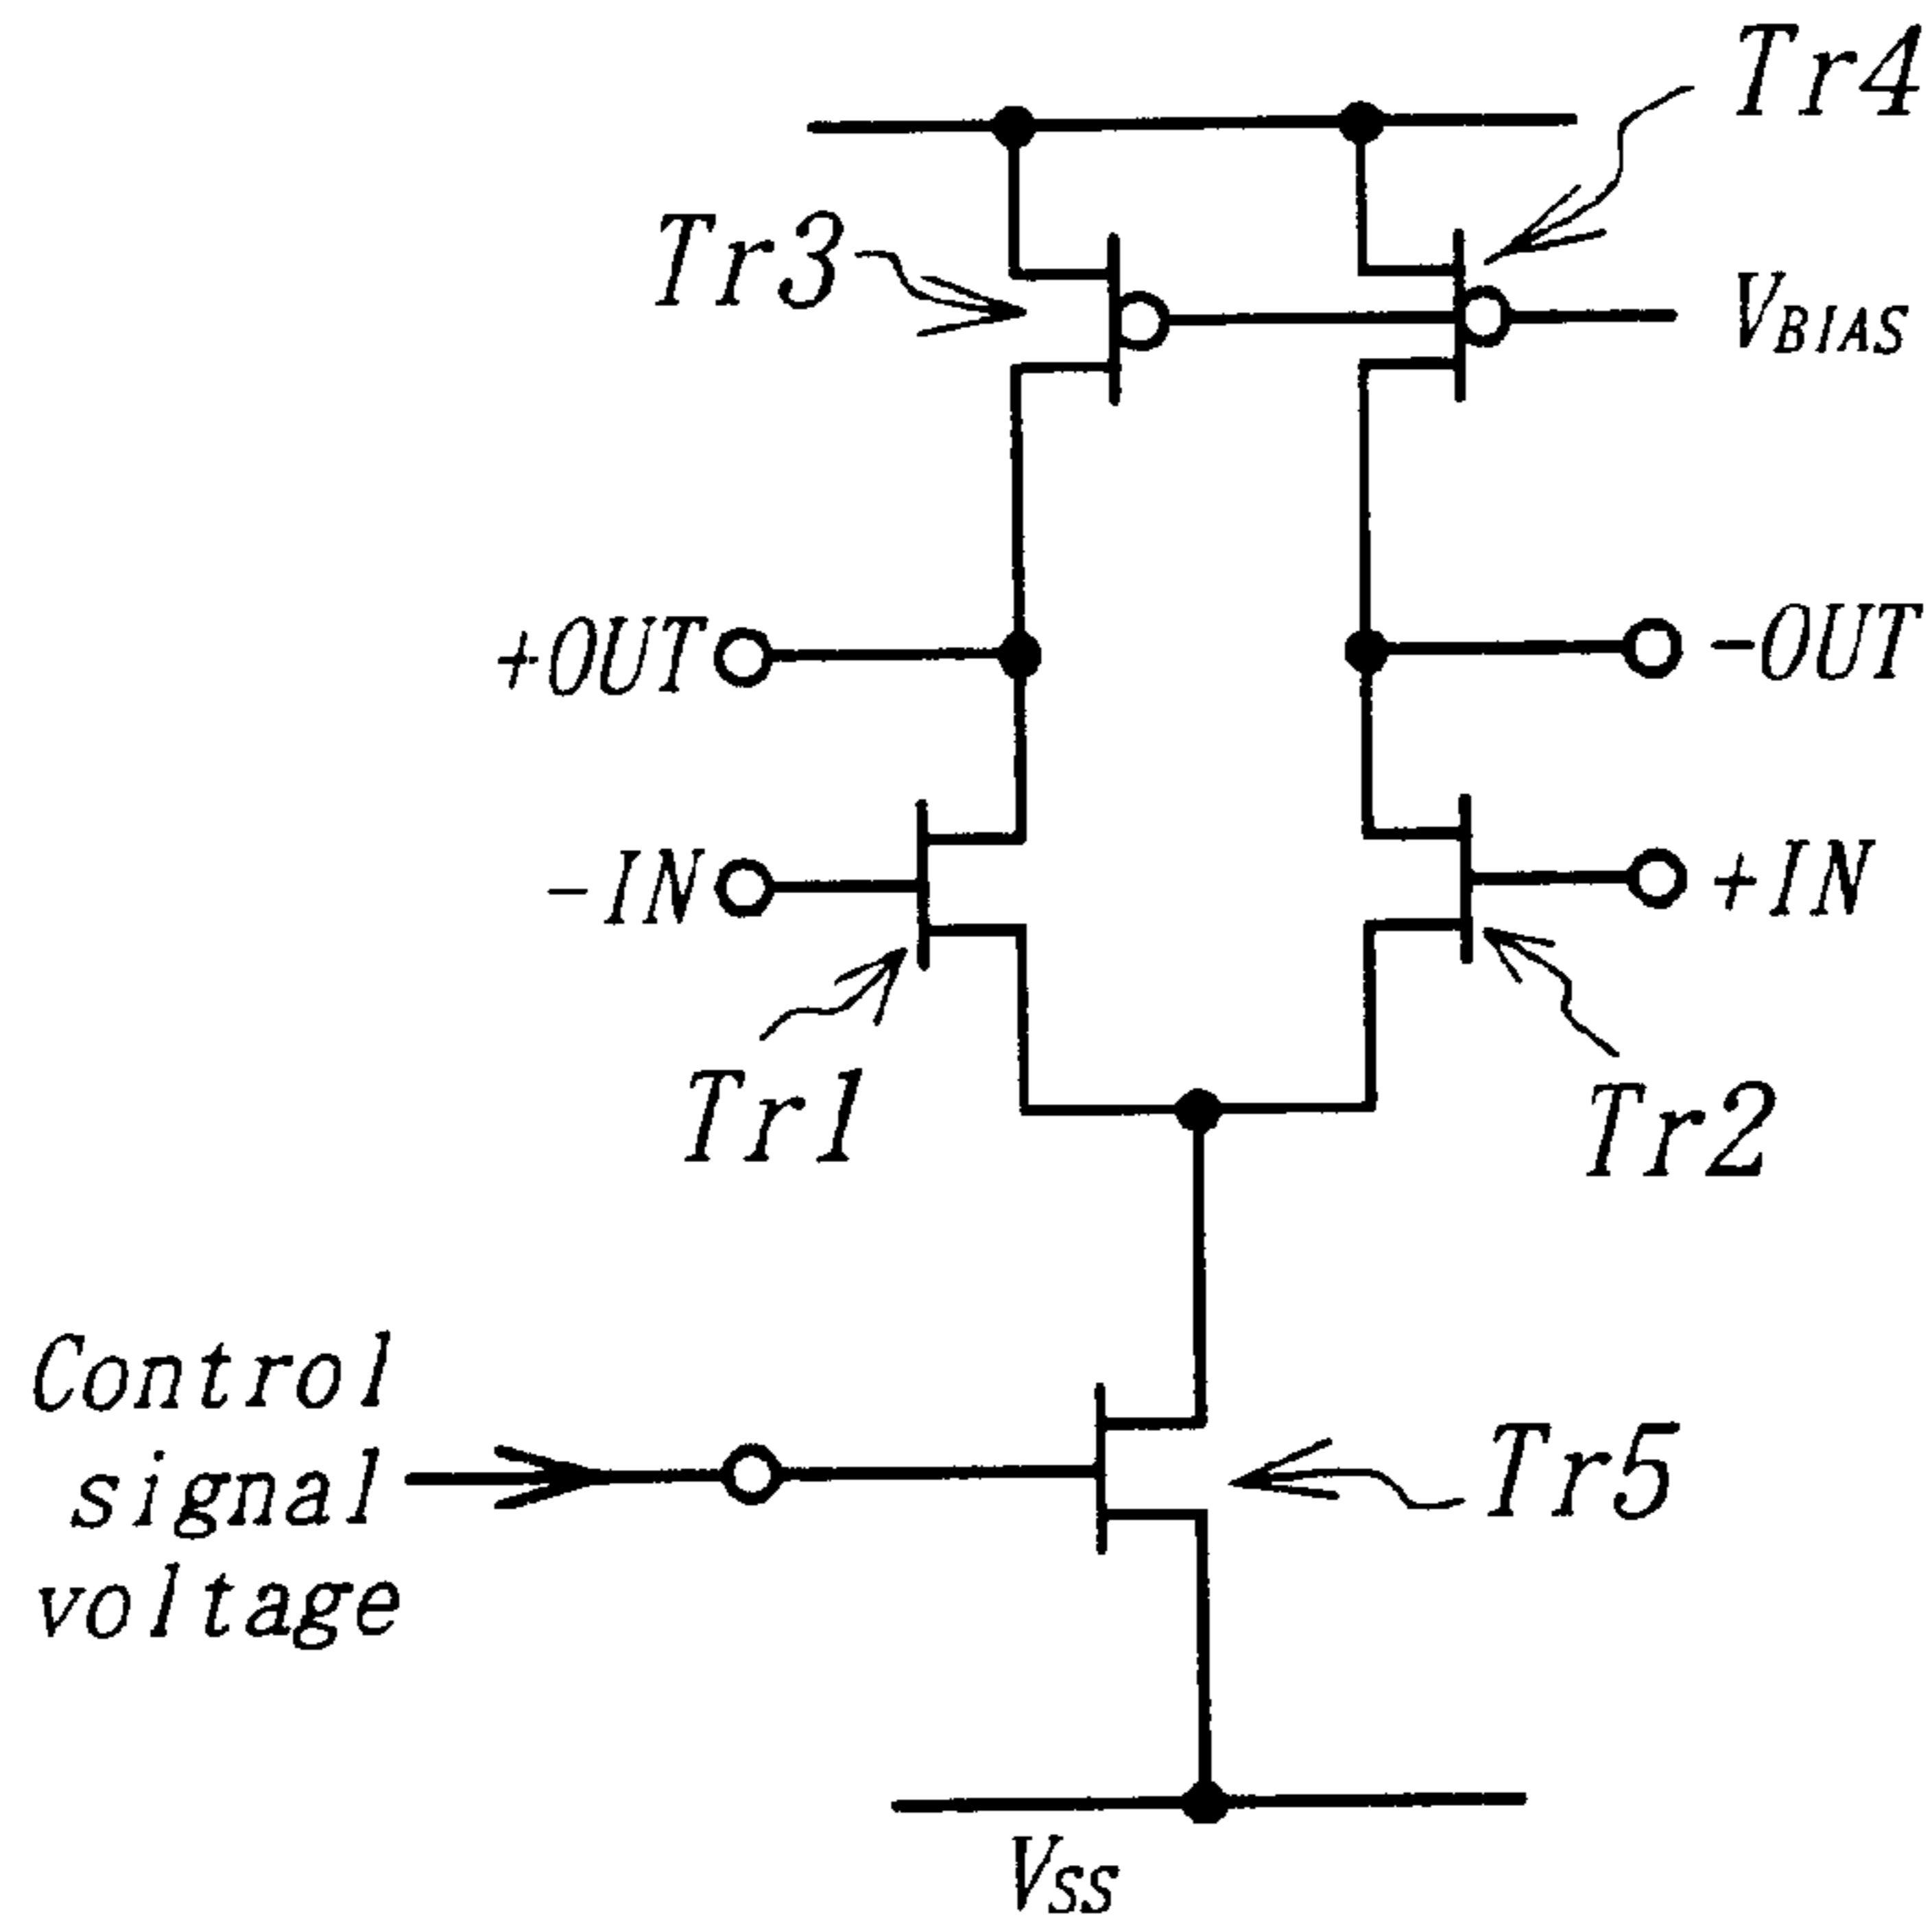 Tr4
Tr3
VBIAS
+OUT
-OUT
-IN
+IN
Tr1
Tr2
Control
signal
voltage
Tr5
VSS